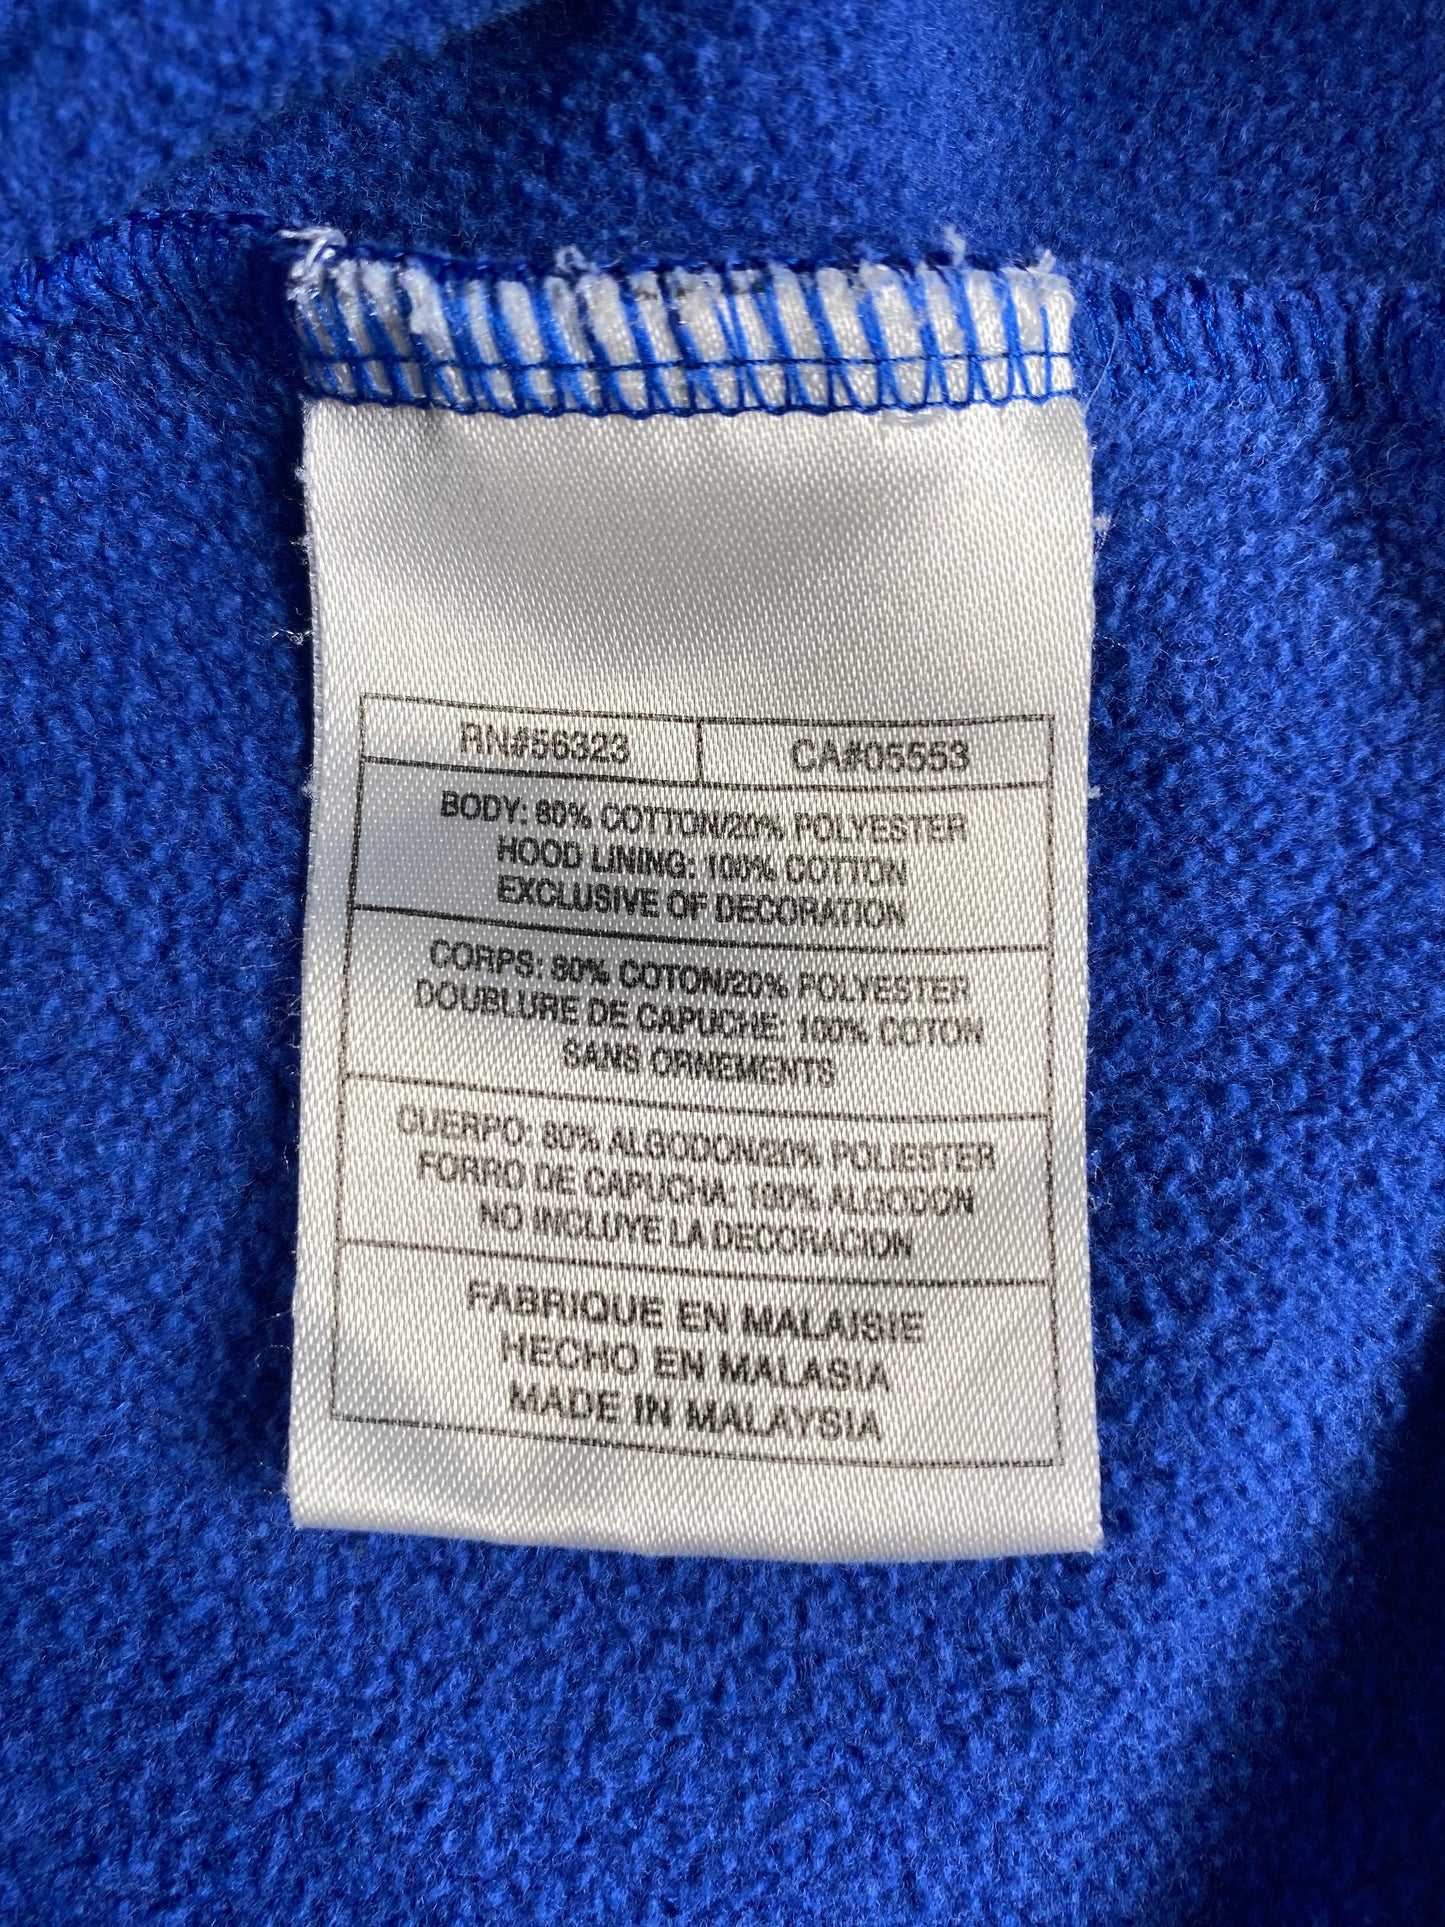 RN#56323 CA#05553
BODY: 80% COTTON/20% POLYESTER
HOOD LINING: 100% COTTON
EXCLUSIVE OF DECORATION
CORPS: 80% COTON/20% POLYESTER
DOUBLURE DE CAPUCHE: 100% COTON
SANS ORNEMENTS
CUERPO: 80% ALGODON/20% POLIESTER
FORRO DE CAPUCHA: 100% ALGODON
NO INCLUYE LA DECORACION
FABRIQUE EN MALAISIE
HECHO EN MALASIA
MADE IN MALAYSIA